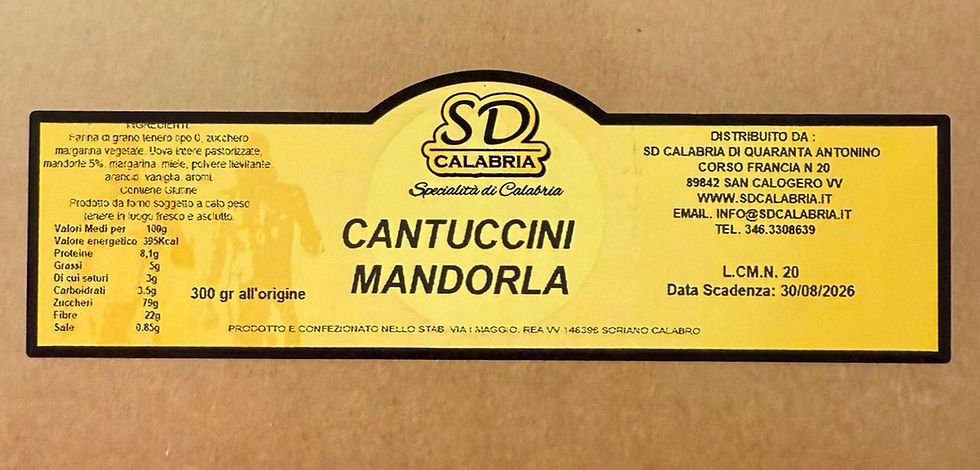 INGREDIENTI
Farina di grano tenero tipo 0, zucchero
margarina vegetale, Uova intere pastorizzate,
mandorle 5%, margarina, miele, polvere lievitante,
arancio, vaniglia, aromi.
Contiene Glutine
Prodotto da forno soggetto a calo peso
tenere in luogo fresco e asciutto.
Valori Medi per 100g
Valore energetico 395Kcal
Proteine 8,1g
Grassi 5g
Di cui saturi 3g
Carboidrati 3.5g
Zuccheri 79g
Fibre 22g
Sale 0.85g
300 gr all'origine
SD
CALABRIA
Specialità di Calabria
CANTUCCINI
MANDORLA
PRODOTTO E CONFEZIONATO NELLO STAB. VIA I MAGGIO, REA VV 146396 SORIANO CALABRO
DISTRIBUITO DA :
SD CALABRIA DI QUARANTA ANTONINO
CORSO FRANCIA N 20
89842 SAN CALOGERO VV
WWW.SDCALABRIA.IT
EMAIL. INFO@SDCALABRIA.IT
TEL. 346.3308639
L.CM.N. 20
Data Scadenza: 30/08/2026